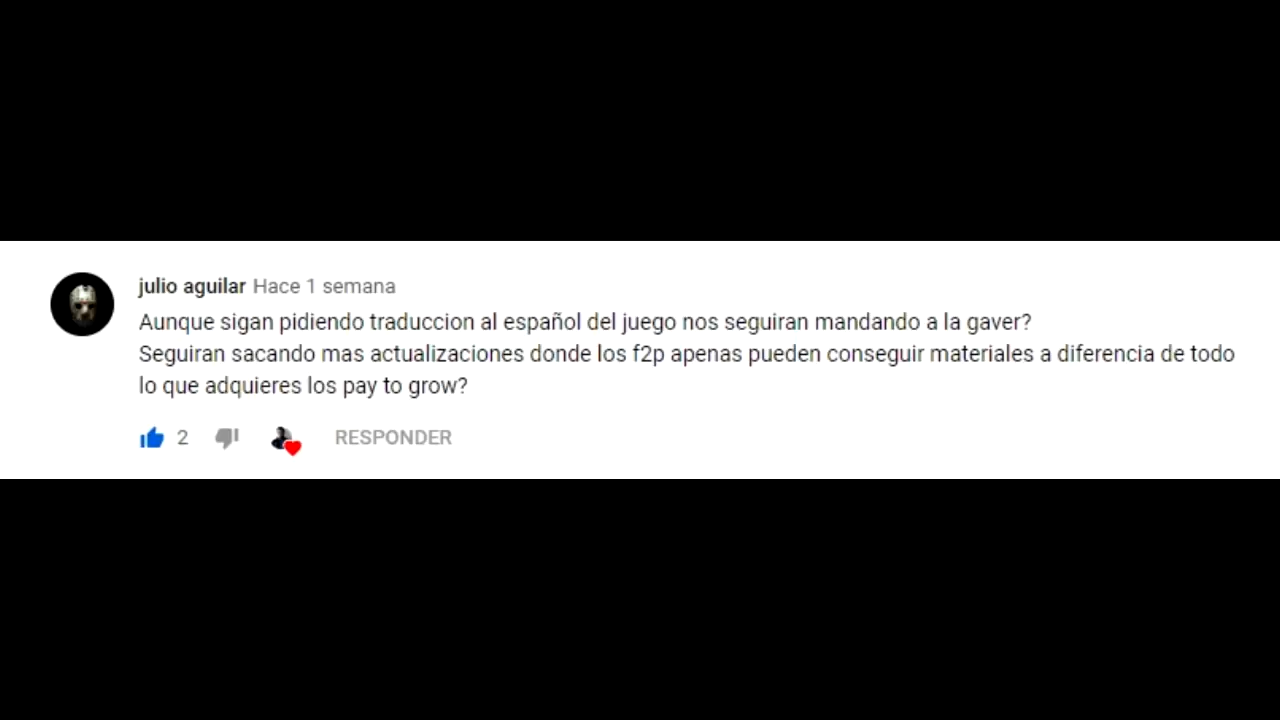 julio aguilar Hace 1 semana
Aunque sigan pidiendo traduccion al español del juego nos seguiran mandando a la gaver?
Seguiran sacando mas actualizaciones donde los f2p apenas pueden conseguir materiales a diferencia de todo
lo que adquieres los pay to grow?
2 RESPONDER